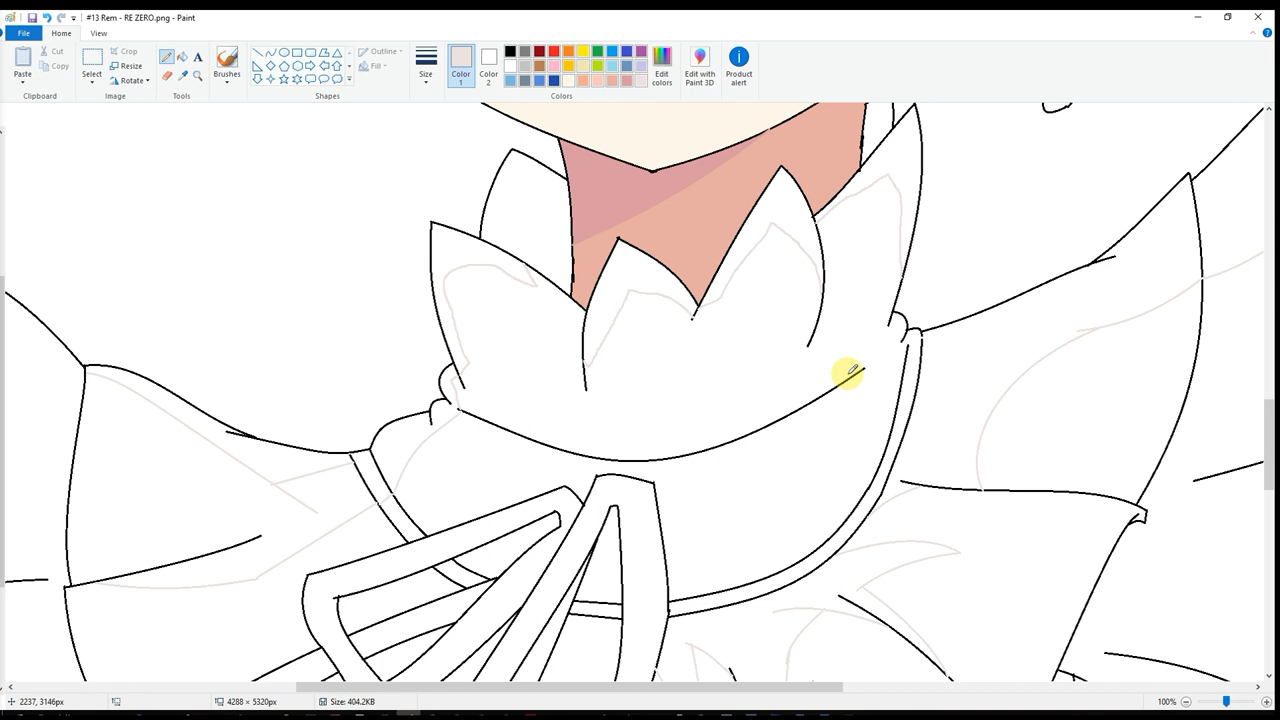 #13 Rem - RE ZERO.png - Paint
File
Home
View
Paste
Cut
Copy
Clipboard
Select
Crop
Resize
Rotate
Image
A
Tools
Brushes
Outline
Fill
Shapes
Size
Color
1
Color
2
Edit
colors
Colors
Edit with
Paint 3D
Product
alert
2237, 3146px
4288 × 5320px
Size: 404.2KB
100%